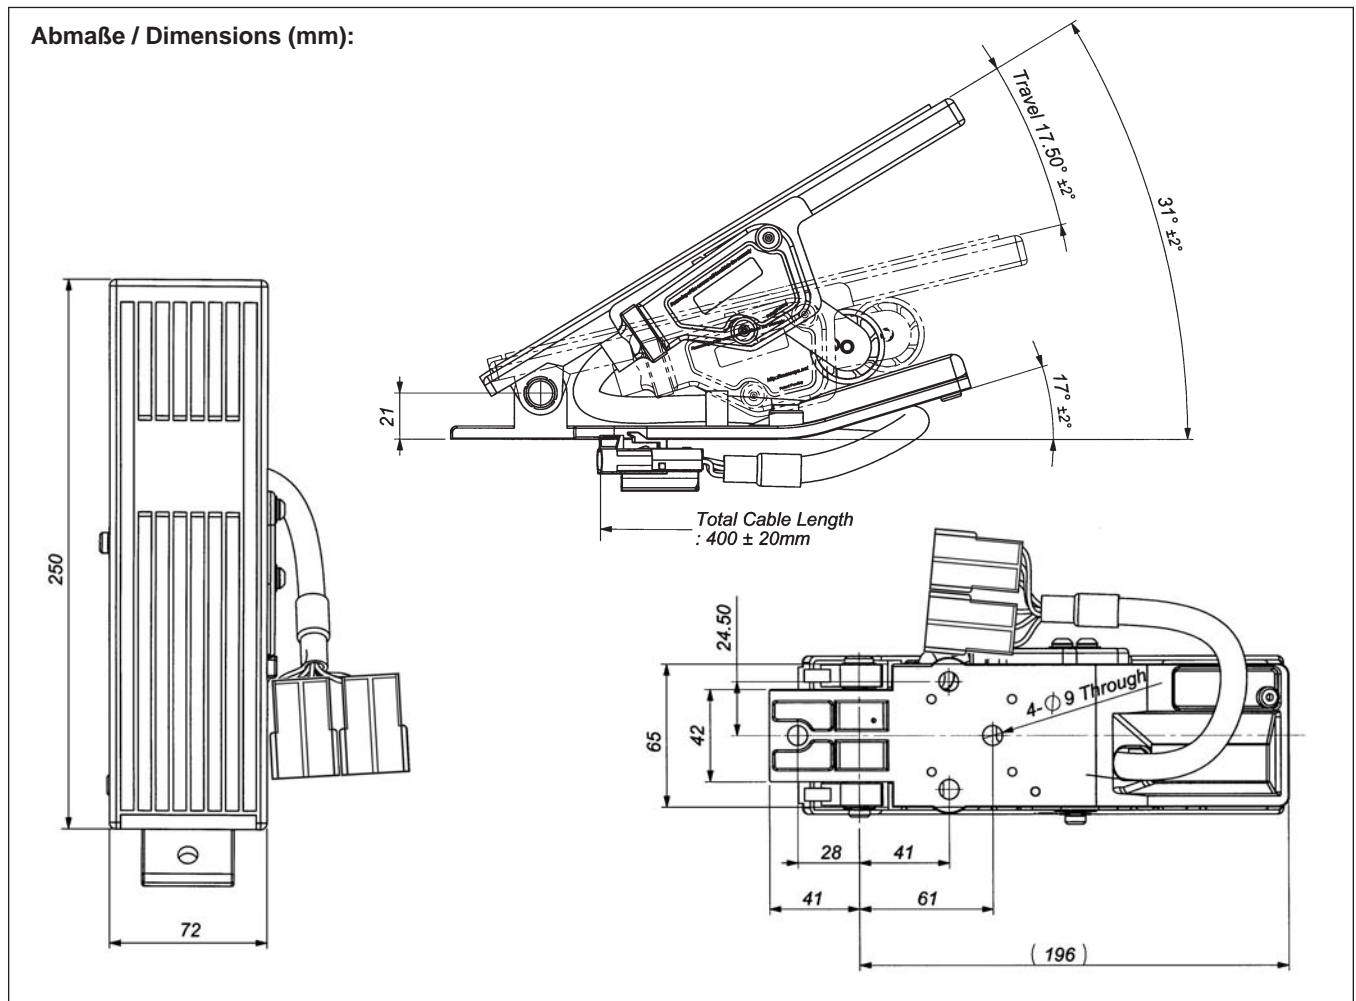 Abmaße / Dimensions (mm):
Travel 17.50° ±2°
31° ±2°
17° ±2°
21
Total Cable Length
: 400 ± 20mm
250
72
24.50
65
42
4-Φ 9 Through
28
41
41
61
( 196 )